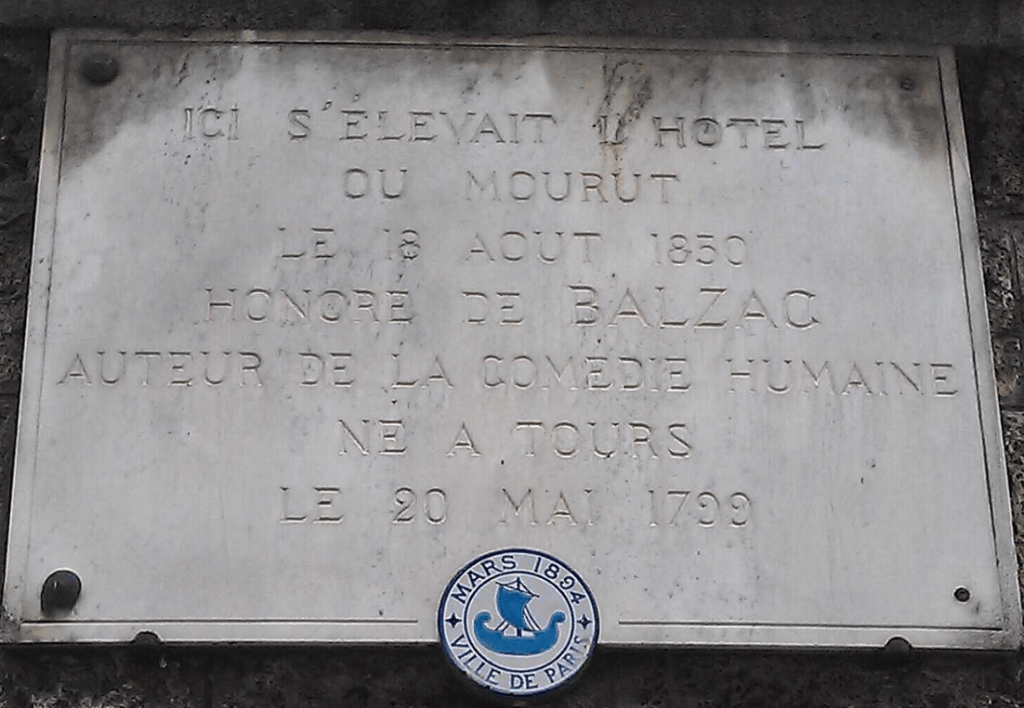 ICI S'ÉLEVAIT L'HOTEL
OU MOURUT
LE 18 AOUT 1850
HONORÉ DE BALZAC
AUTEUR DE LA COMÉDIE HUMAINE
NÉ A TOURS
LE 20 MAI 1799
MARS 1894
VILLE DE PARIS